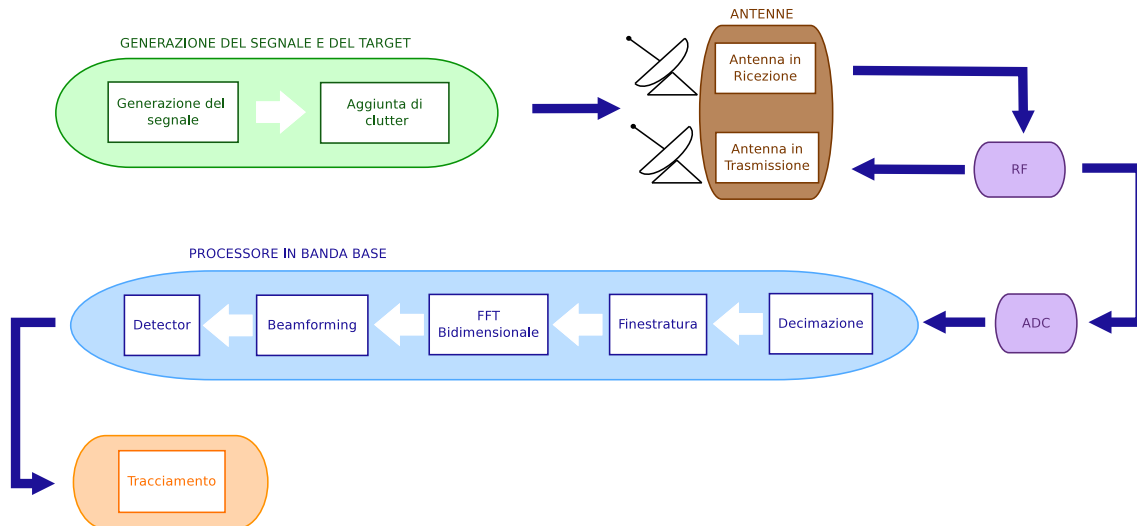 ANTENNE
GENERAZIONE DEL SEGNALE E DEL TARGET
Generazione del
segnale
Aggiunta di
clutter
Antenna in
Ricezione
Antenna in
Trasmissione
RF
PROCESSORE IN BANDA BASE
Detector
Beamforming
FFT
Bidimensionale
Finestratura
Decimazione
ADC
Tracciamento